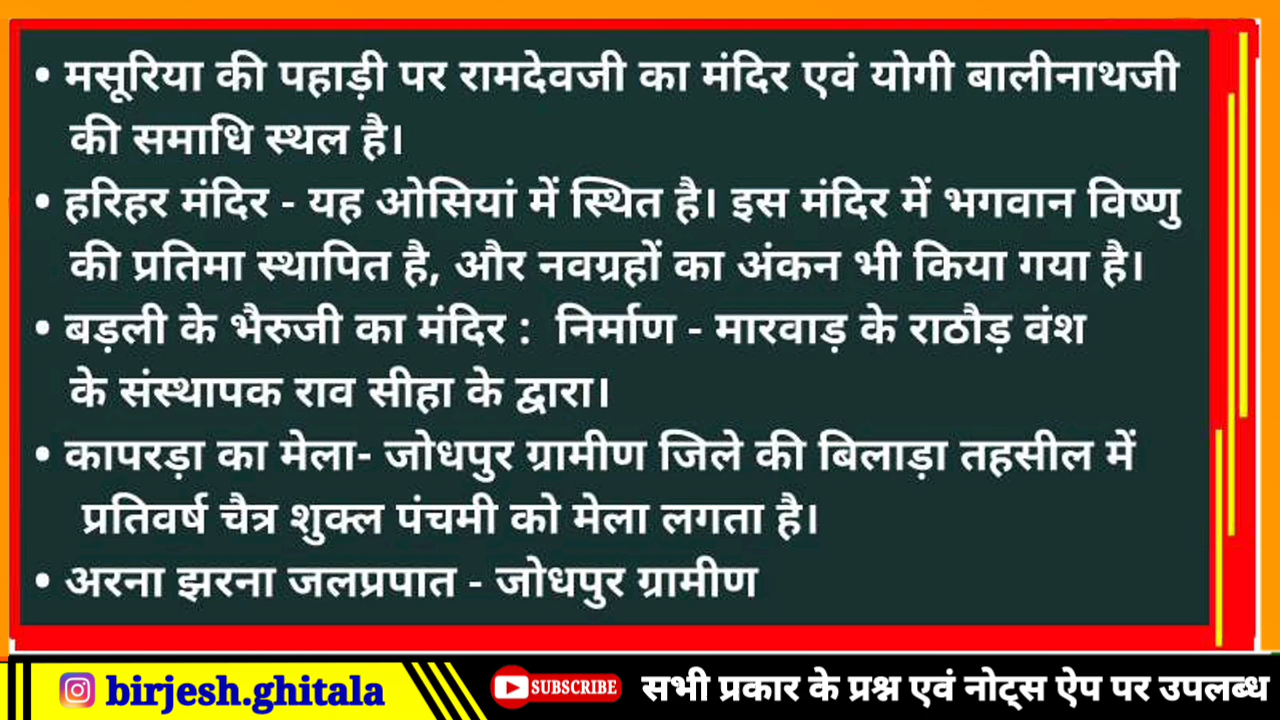 • मसूरिया की पहाड़ी पर रामदेवजी का मंदिर एवं योगी बालीनाथजी
की समाधि स्थल है।
• हरिहर मंदिर - यह ओसियां में स्थित है। इस मंदिर में भगवान विष्णु
की प्रतिमा स्थापित है, और नवग्रहों का अंकन भी किया गया है।
• बड़ली के भैरुजी का मंदिर : निर्माण - मारवाड़ के राठौड़ वंश
के संस्थापक राव सीहा के द्वारा।
• कापरड़ा का मेला- जोधपुर ग्रामीण जिले की बिलाड़ा तहसील में
प्रतिवर्ष चैत्र शुक्ल पंचमी को मेला लगता है।
• अरना झरना जलप्रपात - जोधपुर ग्रामीण
birjesh.ghitala
SUBSCRIBE
सभी प्रकार के प्रश्न एवं नोट्स ऐप पर उपलब्ध